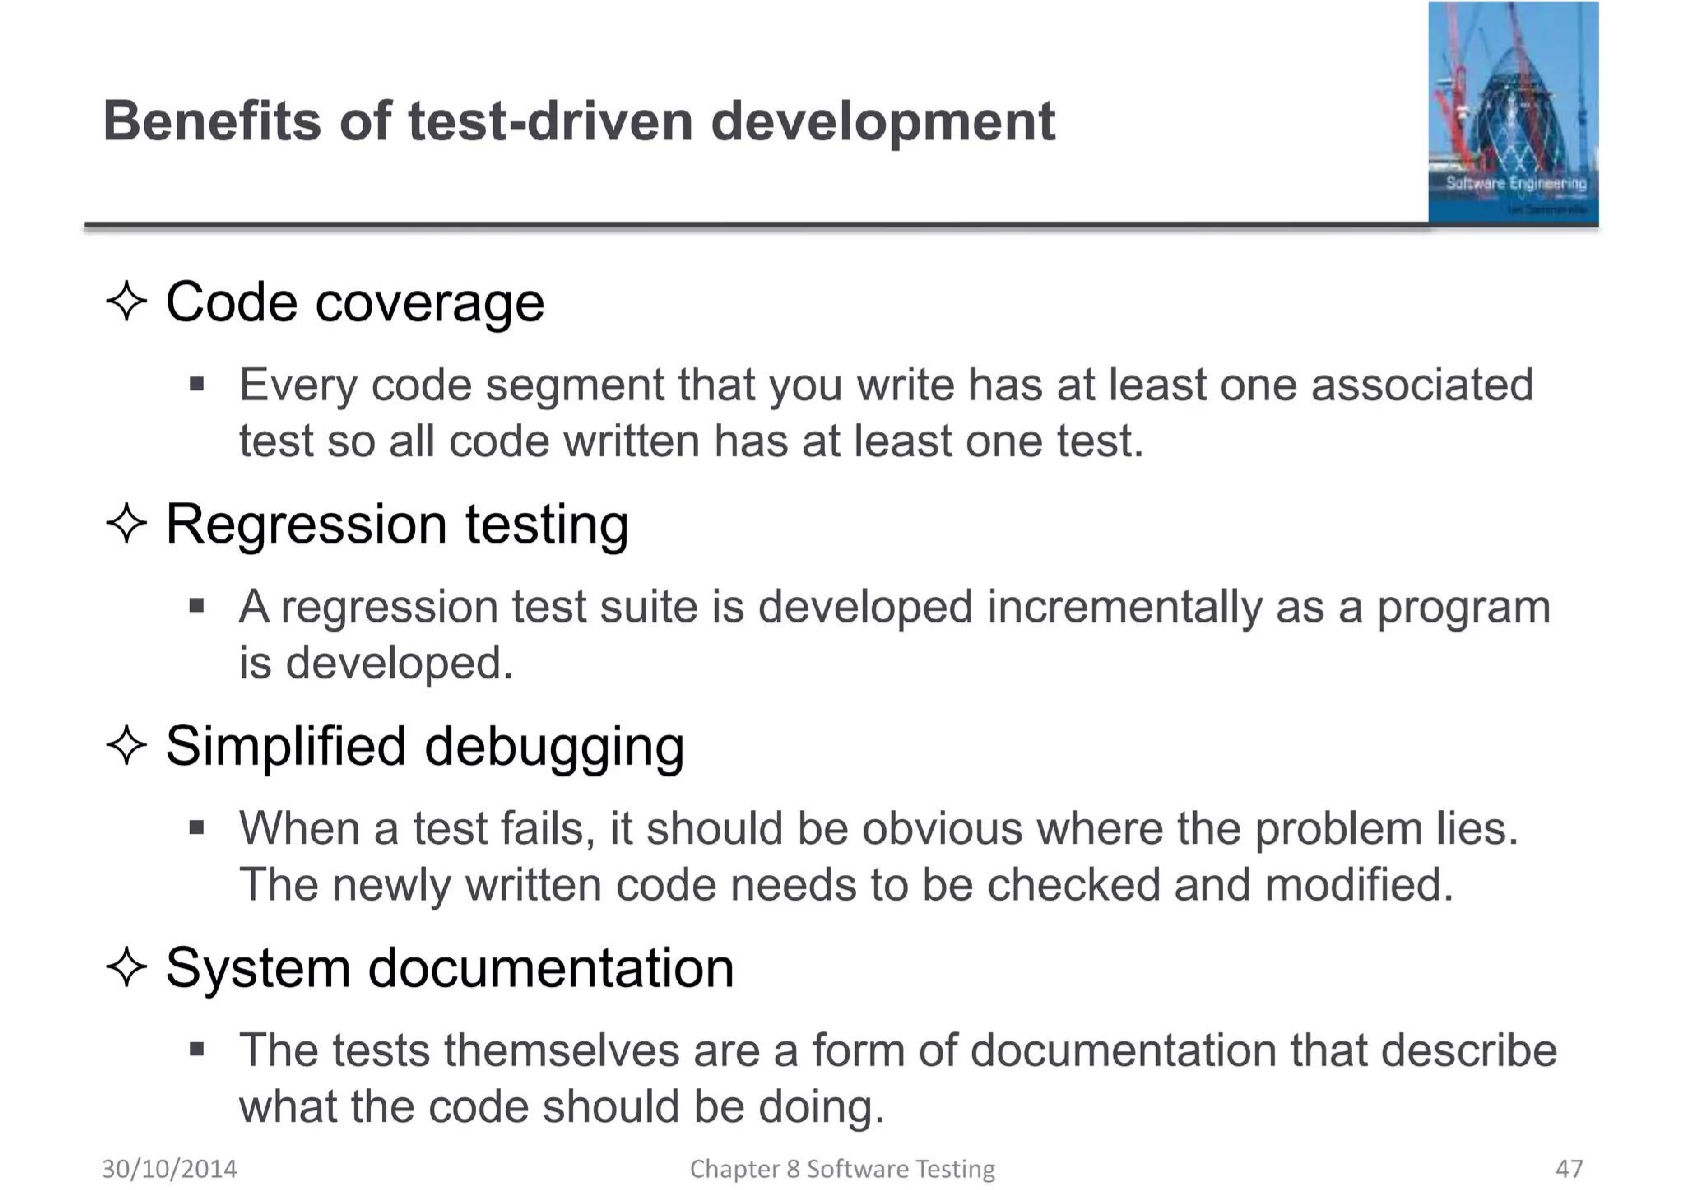 Benefits of test-driven development
Software Engineering
Ian Sommerville
✧ Code coverage
▪ Every code segment that you write has at least one associated
test so all code written has at least one test.
✧ Regression testing
▪ A regression test suite is developed incrementally as a program
is developed.
✧ Simplified debugging
▪ When a test fails, it should be obvious where the problem lies.
The newly written code needs to be checked and modified.
✧ System documentation
▪ The tests themselves are a form of documentation that describe
what the code should be doing.
30/10/2014
Chapter 8 Software Testing
47